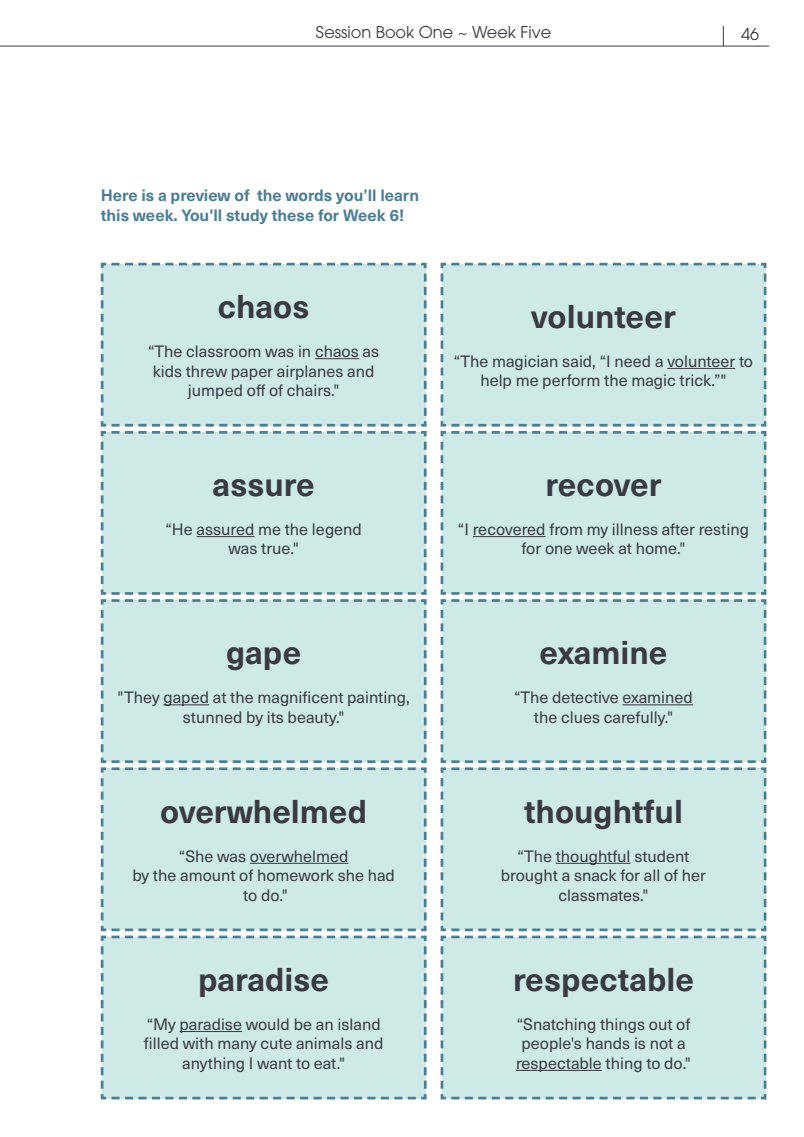 Session Book One ~ Week Five
46
Here is a preview of  the words you'll learn
this week. You'll study these for Week 6!
chaos
“The classroom was in chaos as
kids threw paper airplanes and
jumped off of chairs."
volunteer
“The magician said, “I need a volunteer to
help me perform the magic trick.”"
assure
“He assured me the legend
was true."
recover
“I recovered from my illness after resting
for one week at home."
gape
"They gaped at the magnificent painting,
stunned by its beauty."
examine
“The detective examined
the clues carefully."
overwhelmed
“She was overwhelmed
by the amount of homework she had
to do."
thoughtful
“The thoughtful student
brought a snack for all of her
classmates."
paradise
“My paradise would be an island
filled with many cute animals and
anything I want to eat."
respectable
“Snatching things out of
people's hands is not a
respectable thing to do."